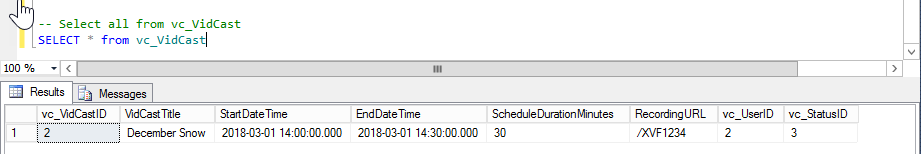 -- Select all from vc_VidCast
SELECT * from vc_VidCast
100 %
Results Messages
vc_VidCastID VidCastTitle StartDateTime EndDateTime ScheduleDurationMinutes RecordingURL vc_UserID vc_StatusID
1 2 December Snow 2018-03-01 14:00:00.000 2018-03-01 14:30:00.000 30 /XVF1234 2 3